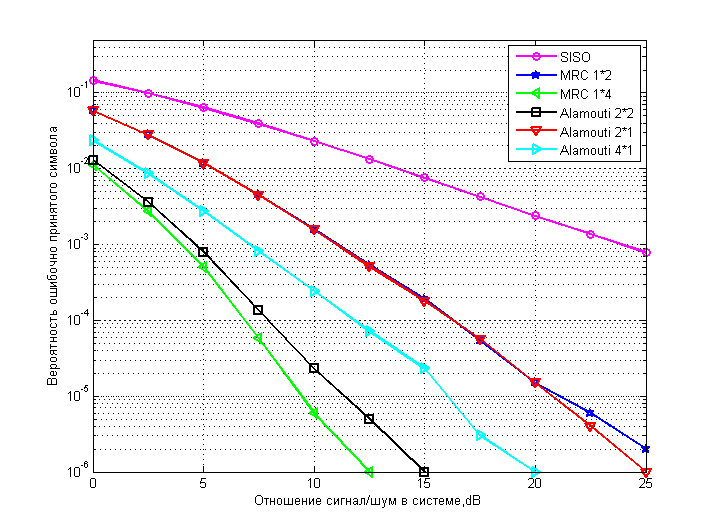 SISO
MRC 1*2
MRC 1*4
Alamouti 2*2
Alamouti 2*1
Alamouti 4*1
Вероятность ошибочно принятого символа
10^-1
10^-2
10^-3
10^-4
10^-5
10^-6
0 5 10 15 20 25
Отношение сигнал/шум в системе,dB